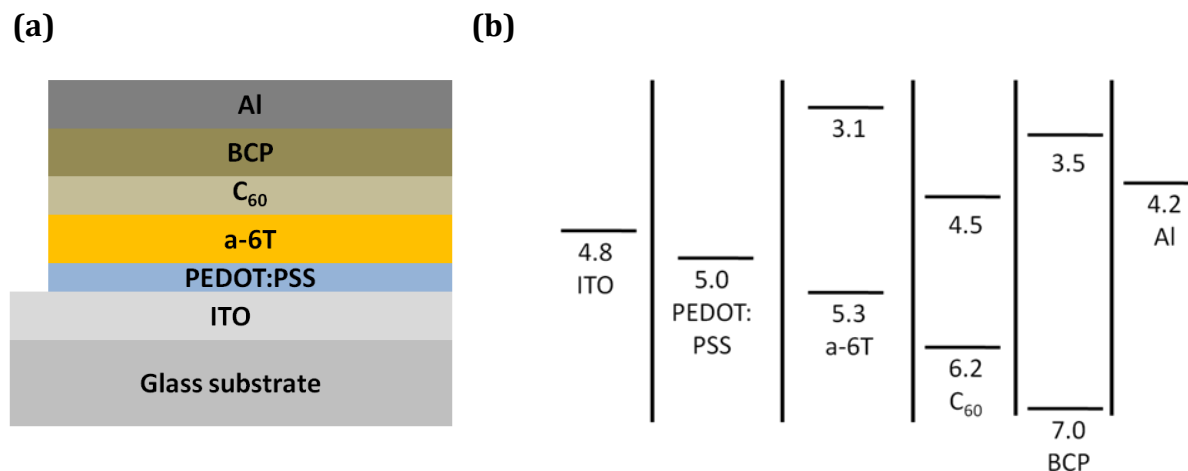 (a)
Al
BCP
C₆₀
a-6T
PEDOT:PSS
ITO
Glass substrate
(b)
3.1
3.5
4.2
Al
4.5
4.8
ITO
5.0
PEDOT:
PSS
5.3
a-6T
6.2
C₆₀
7.0
BCP